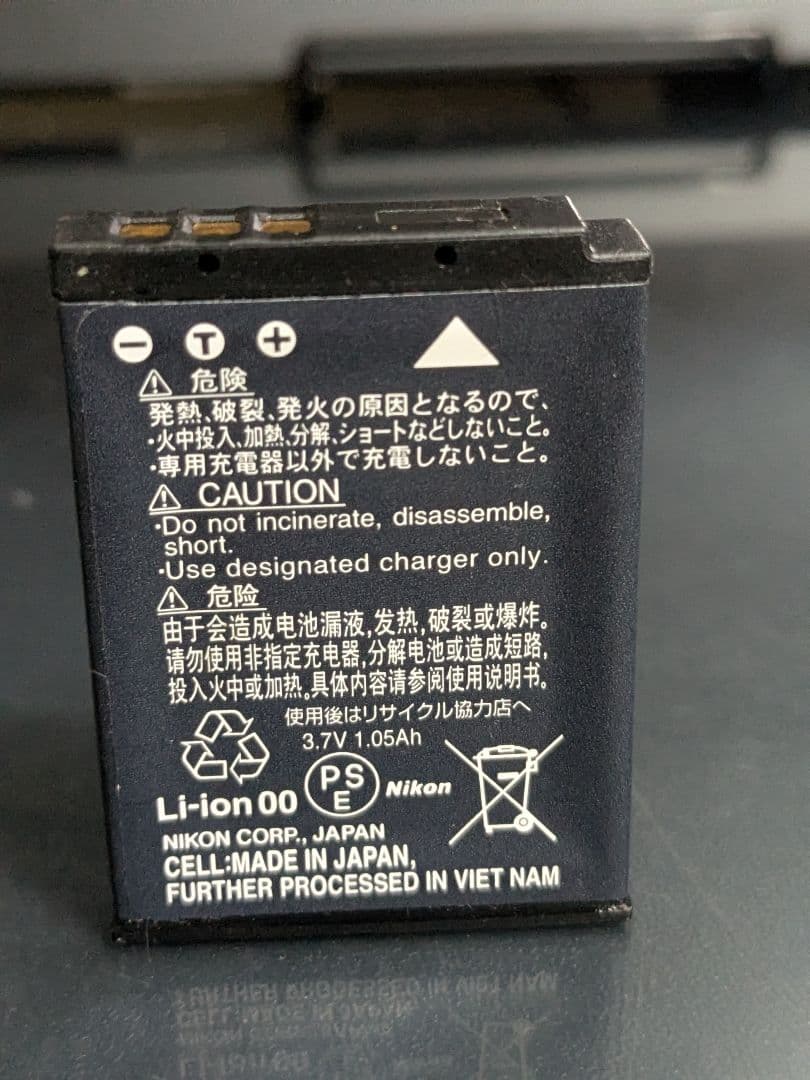 − T +
危険
発熱、破裂、発火の原因となるので、
・火中投入、加熱、分解、ショートなどしないこと。
・専用充電器以外で充電しないこと。
CAUTION
・Do not incinerate, disassemble,
short.
・Use designated charger only.
危险
由于会造成电池漏液,发热,破裂或爆炸。
请勿使用非指定充电器,分解电池或造成短路,
投入火中或加热。具体内容请参阅使用说明书。
使用後はリサイクル協力店へ
3.7V 1.05Ah
PS
E
Nikon
Li-ion 00
NIKON CORP., JAPAN
CELL:MADE IN JAPAN,
FURTHER PROCESSED IN VIET NAM